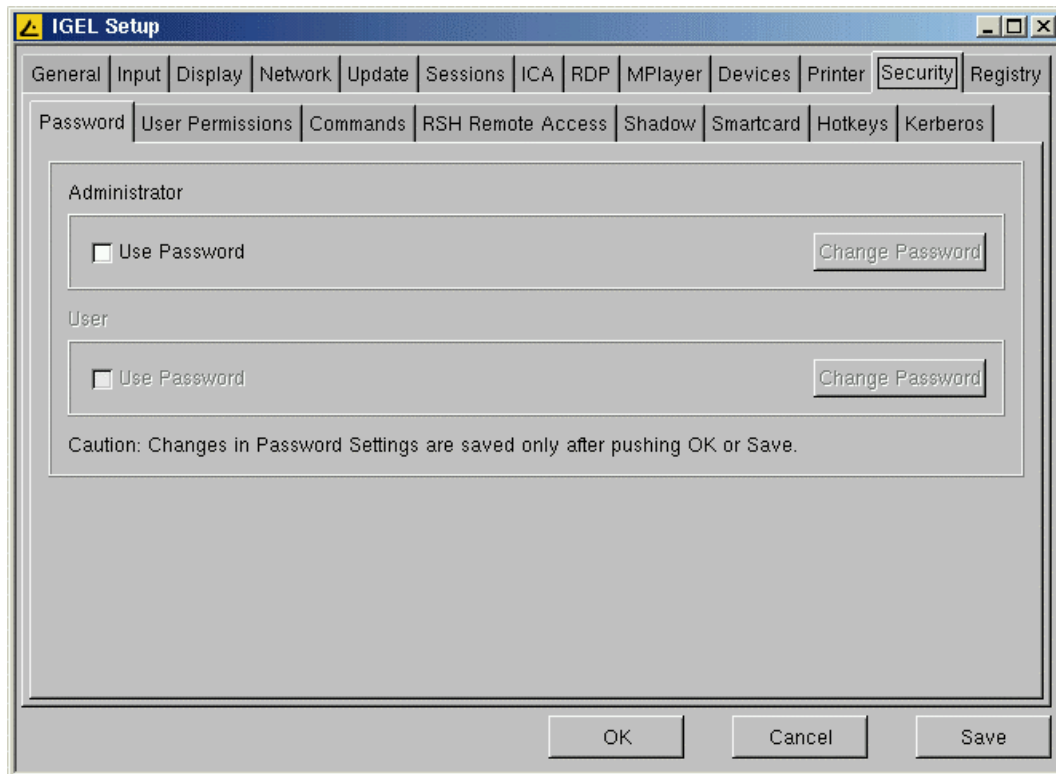 IGEL Setup
General Input Display Network Update Sessions ICA RDP MPlayer Devices Printer Security Registry
Password User Permissions Commands RSH Remote Access Shadow Smartcard Hotkeys Kerberos
Administrator
Use Password Change Password
User
Use Password Change Password
Caution: Changes in Password Settings are saved only after pushing OK or Save.
OK Cancel Save